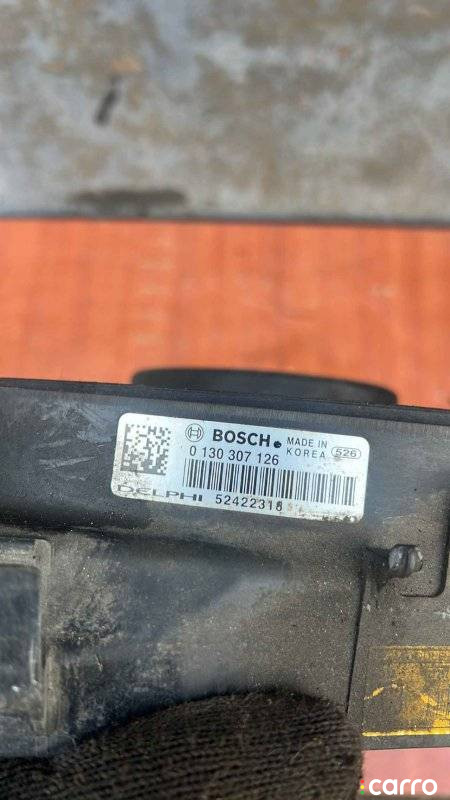 BOSCH MADE IN KOREA 526
0 130 307 126
DELPHI 52422318
carro